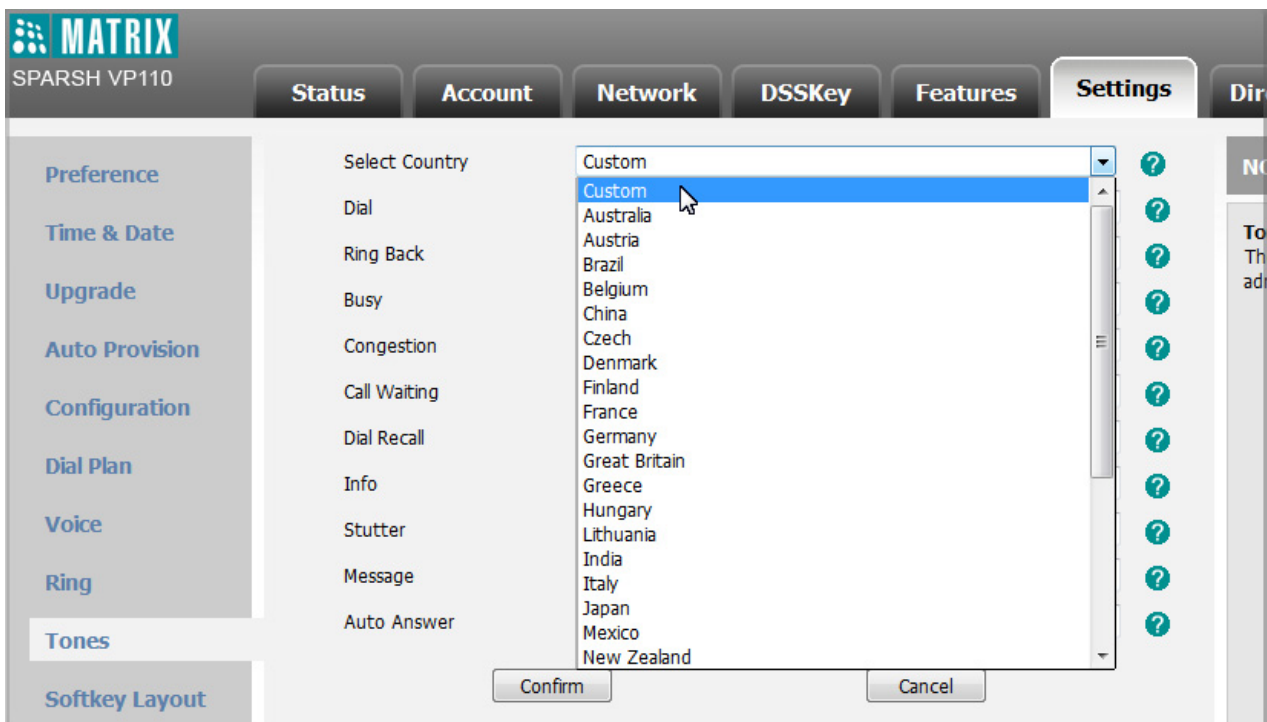 MATRIX
SPARSH VP110
Status Account Network DSSKey Features Settings
Preference
Time & Date
Upgrade
Auto Provision
Configuration
Dial Plan
Voice
Ring
Tones
Softkey Layout
Select Country Custom
Dial
Ring Back
Busy
Congestion
Call Waiting
Dial Recall
Info
Stutter
Message
Auto Answer
Custom
Australia
Austria
Brazil
Belgium
China
Czech
Denmark
Finland
France
Germany
Great Britain
Greece
Hungary
Lithuania
India
Italy
Japan
Mexico
New Zealand
Confirm Cancel